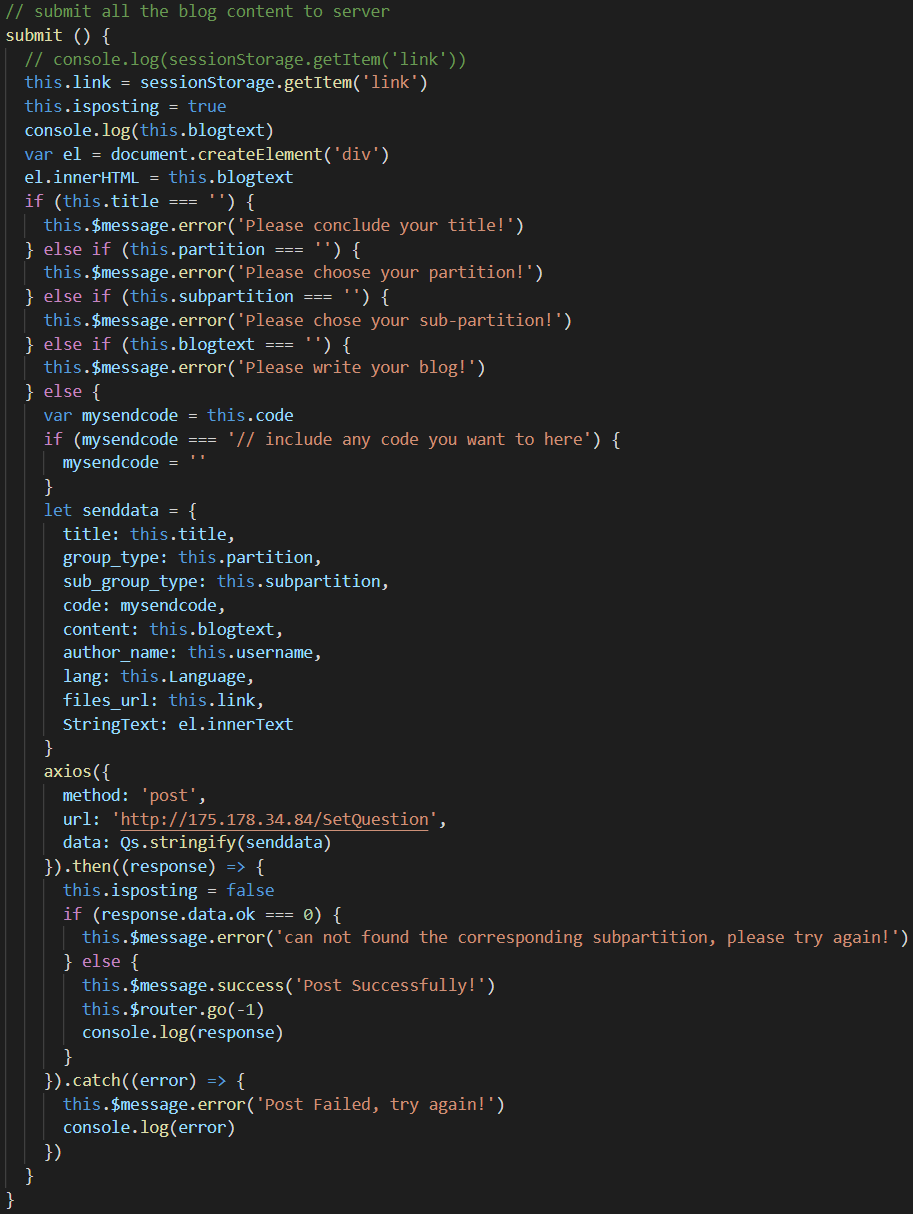 // submit all the blog content to server
submit () {
  // console.log(sessionStorage.getItem('link'))
  this.link = sessionStorage.getItem('link')
  this.isposting = true
  console.log(this.blogtext)
  var el = document.createElement('div')
  el.innerHTML = this.blogtext
  if (this.title === '') {
    this.$message.error('Please conclude your title!')
  } else if (this.partition === '') {
    this.$message.error('Please choose your partition!')
  } else if (this.subpartition === '') {
    this.$message.error('Please chose your sub-partition!')
  } else if (this.blogtext === '') {
    this.$message.error('Please write your blog!')
  } else {
    var mysendcode = this.code
    if (mysendcode === '// include any code you want to here') {
      mysendcode = ''
    }
    let senddata = {
      title: this.title,
      group_type: this.partition,
      sub_group_type: this.subpartition,
      code: mysendcode,
      content: this.blogtext,
      author_name: this.username,
      lang: this.Language,
      files_url: this.link,
      StringText: el.innerText
    }
    axios({
      method: 'post',
      url: 'http://175.178.34.84/SetQuestion',
      data: Qs.stringify(senddata)
    }).then((response) => {
      this.isposting = false
      if (response.data.ok === 0) {
        this.$message.error('can not found the corresponding subpartition, please try again!')
      } else {
        this.$message.success('Post Successfully!')
        this.$router.go(-1)
        console.log(response)
      }
    }).catch((error) => {
      this.$message.error('Post Failed, try again!')
      console.log(error)
    })
  }
}